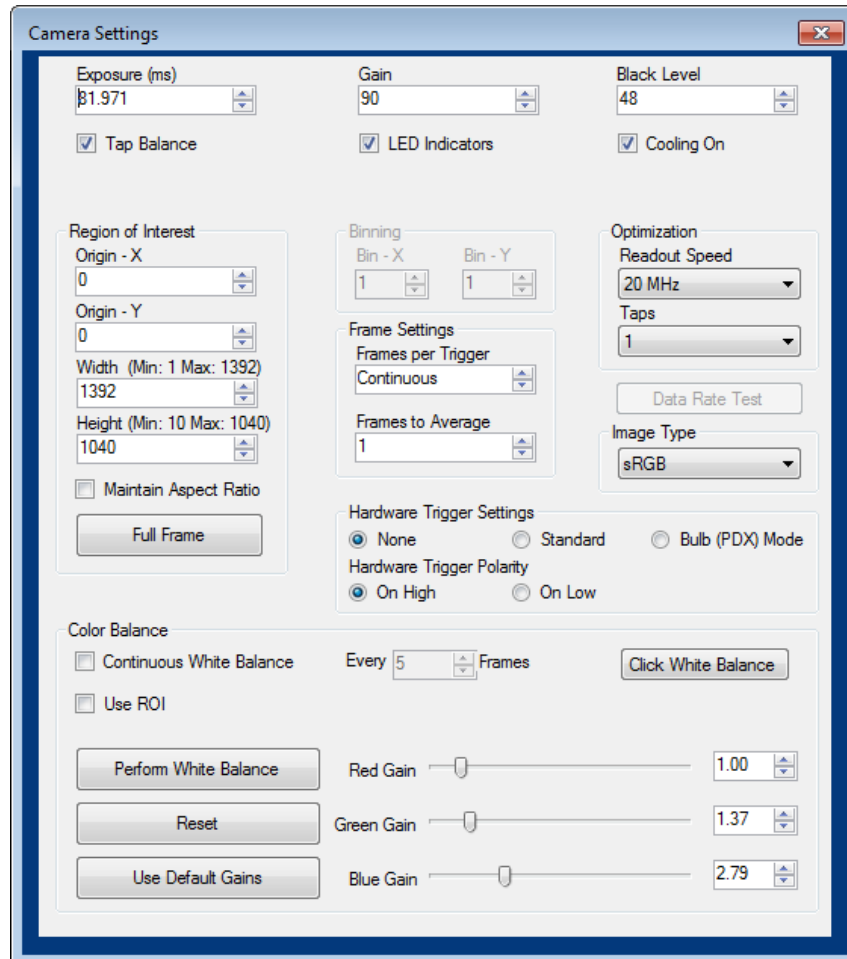 Camera Settings
Exposure (ms) Gain Black Level
81.971 90 48
Tap Balance LED Indicators Cooling On
Region of Interest
Origin - X
0
Origin - Y
0
Width (Min: 1 Max: 1392)
1392
Height (Min: 10 Max: 1040)
1040
Maintain Aspect Ratio
Full Frame
Binning
Bin - X Bin - Y
1 1
Frame Settings
Frames per Trigger
Continuous
Frames to Average
1
Optimization
Readout Speed
20 MHz
Taps
1
Data Rate Test
Image Type
sRGB
Hardware Trigger Settings
None Standard Bulb (PDX) Mode
Hardware Trigger Polarity
On High On Low
Color Balance
Continuous White Balance Every 5 Frames Click White Balance
Use ROI
Perform White Balance Red Gain 1.00
Reset Green Gain 1.37
Use Default Gains Blue Gain 2.79